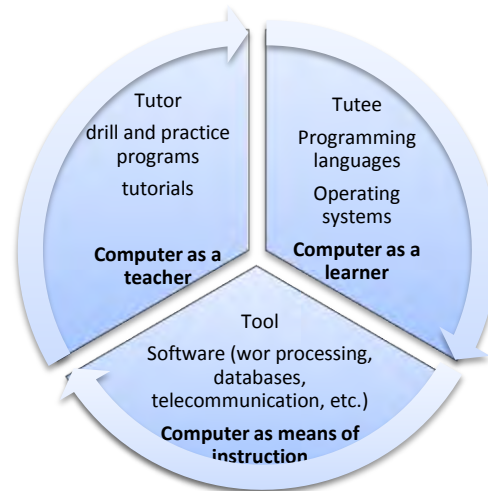 Tutor
drill and practice
programs
tutorials
Computer as a
teacher
Tutee
Programming
languages
Operating
systems
Computer as a
learner
Tool
Software (wor processing,
databases,
telecommunication, etc.)
Computer as means of
instruction